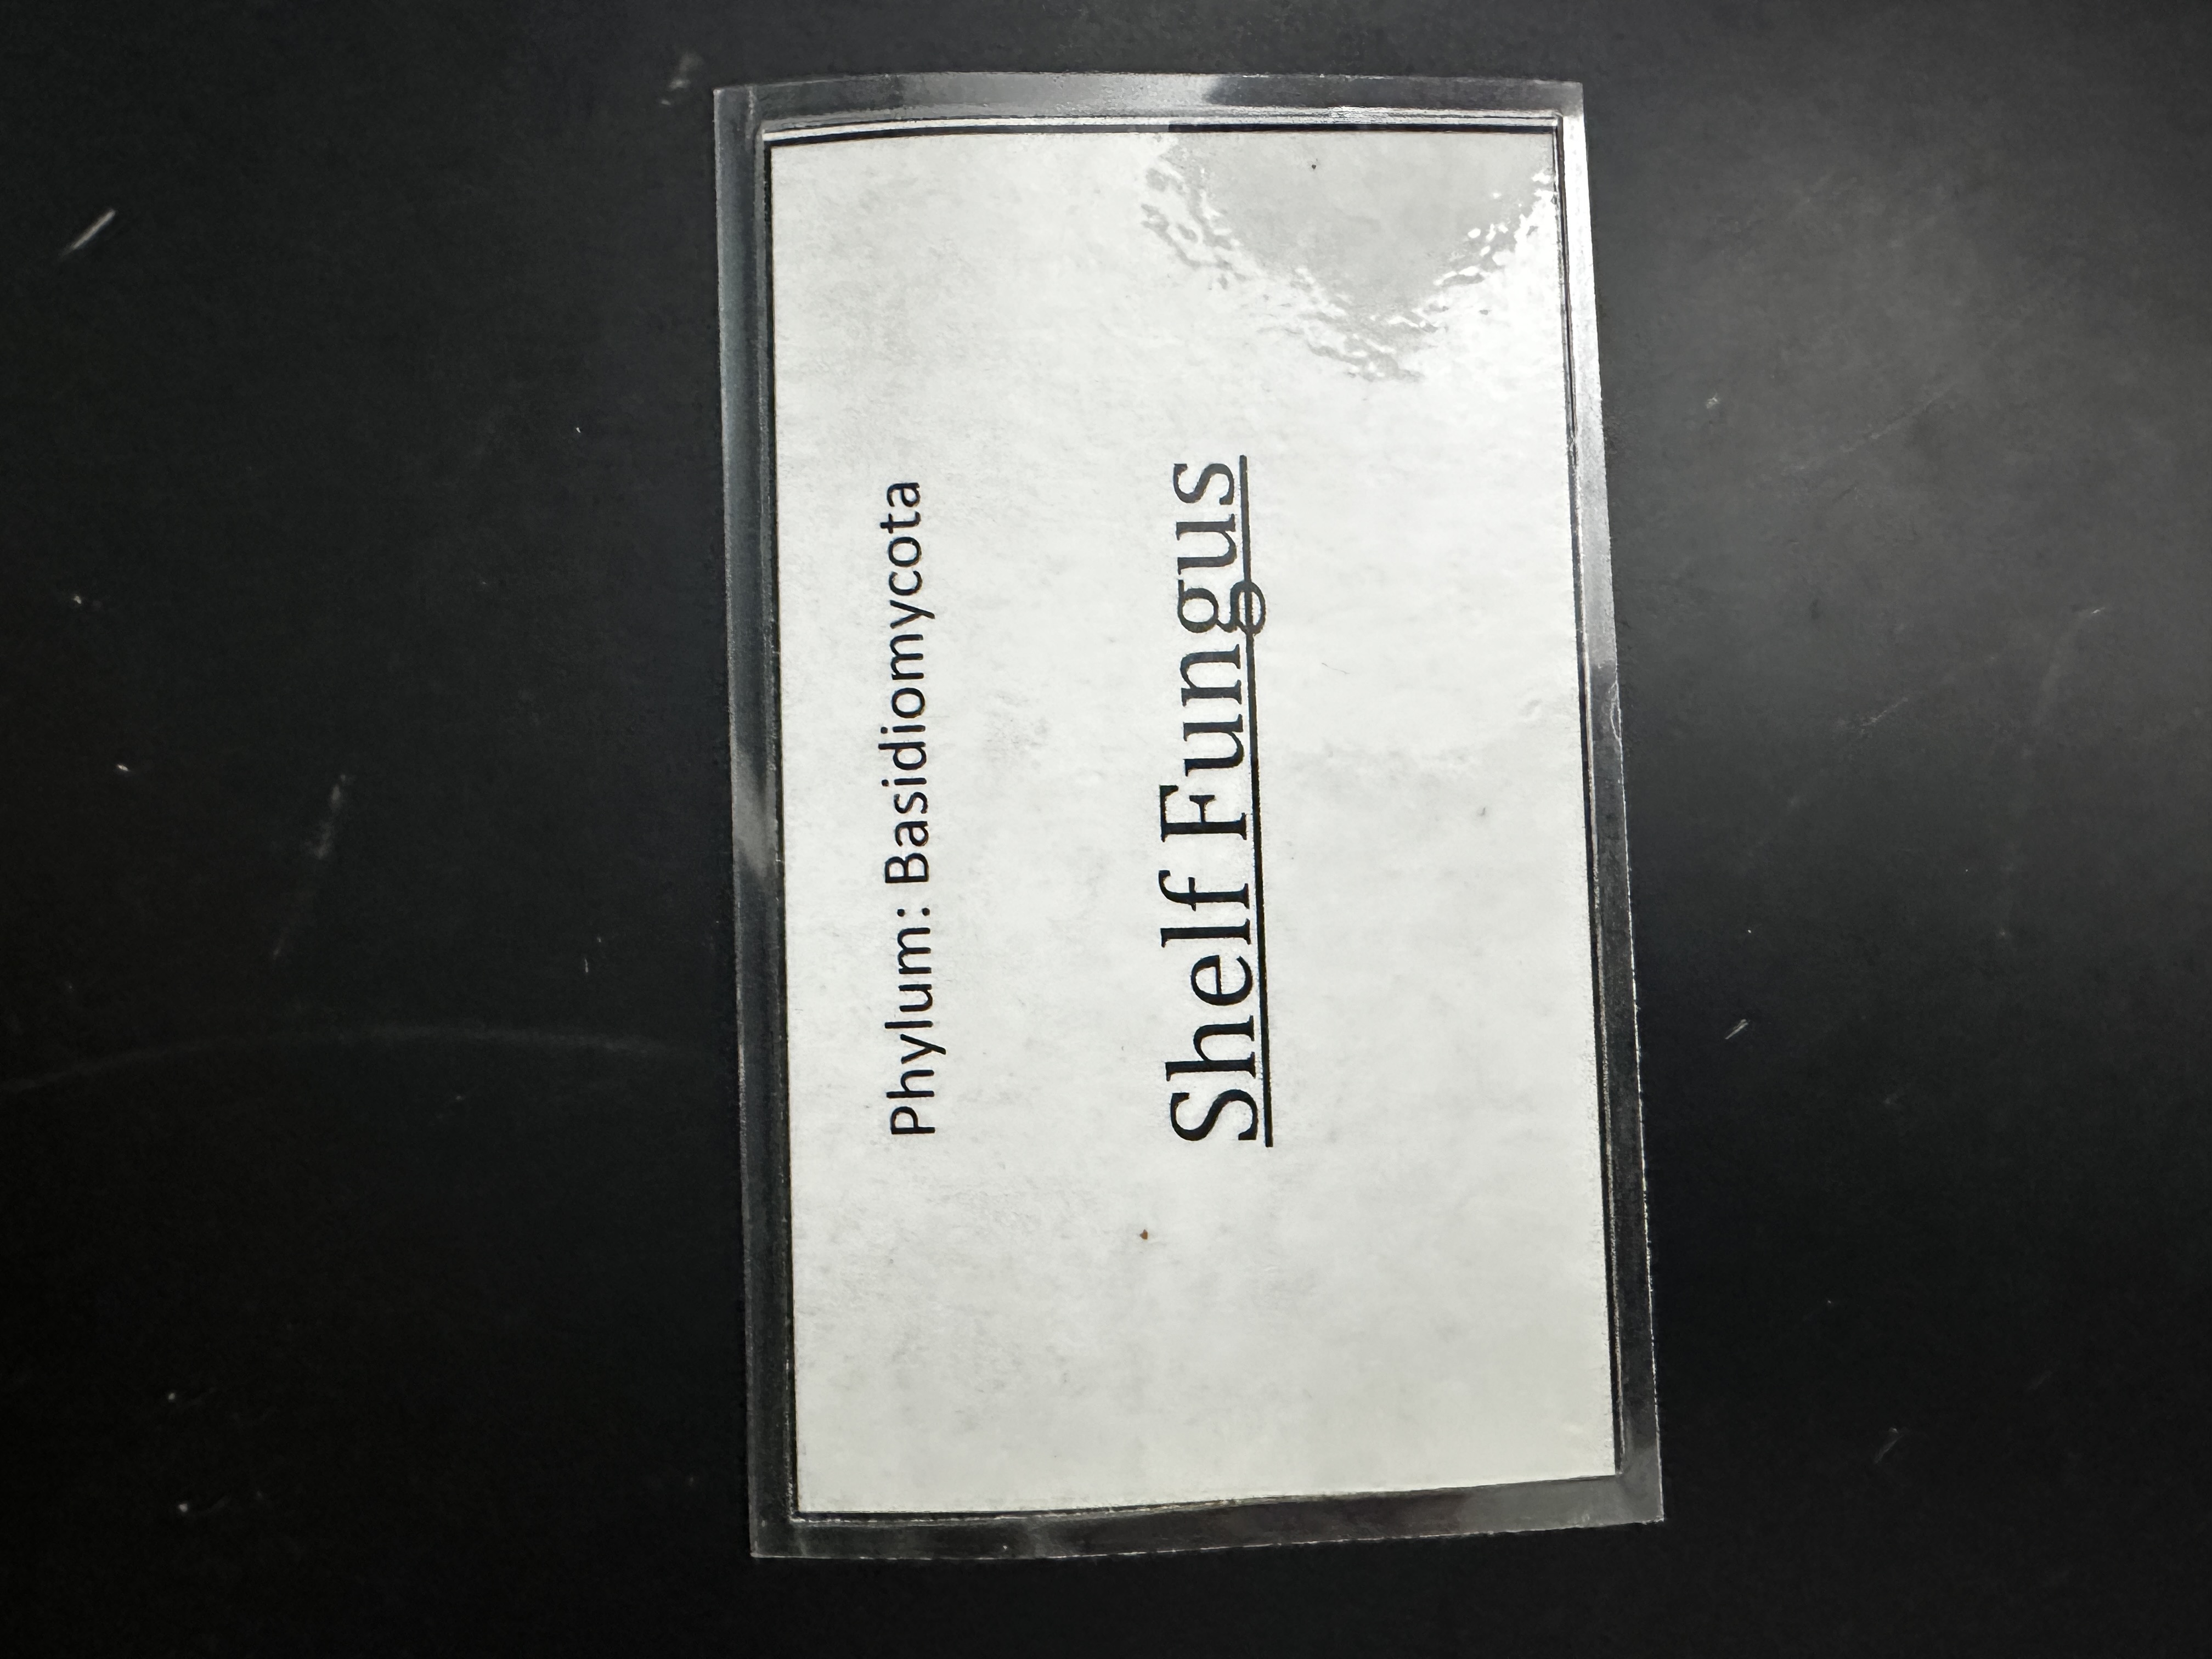 Phylum: Basidiomycota
Shelf Fungus